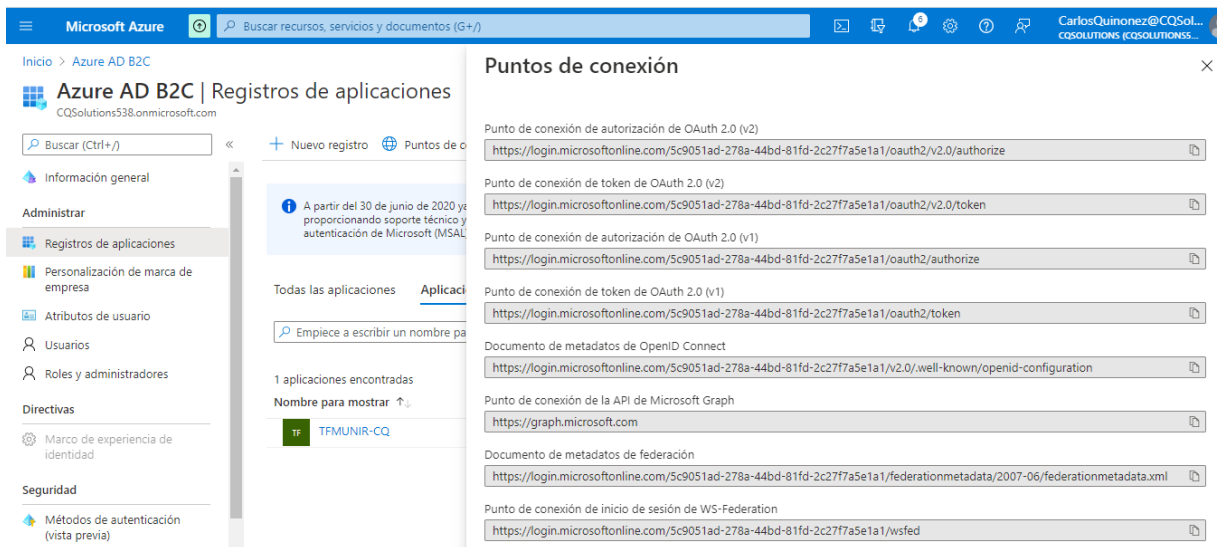 Microsoft Azure
Buscar recursos, servicios y documentos (G+/)
6
CarlosQuinonez@CQSol...
CQSOLUTIONS (CQSOLUTIONS5...
Inicio > Azure AD B2C
Azure AD B2C | Registros de aplicaciones
CQSolutions538.onmicrosoft.com
Buscar (Ctrl+/)
«
Información general
Administrar
Registros de aplicaciones
Personalización de marca de
empresa
Atributos de usuario
Usuarios
Roles y administradores
Directivas
Marco de experiencia de
identidad
Seguridad
Métodos de autenticación
(vista previa)
Nuevo registro
Puntos de c
A partir del 30 de junio de 2020 ya
proporcionando soporte técnico y
autenticación de Microsoft (MSAL
Todas las aplicaciones
Aplicaci
Empiece a escribir un nombre pa
1 aplicaciones encontradas
Nombre para mostrar ↑↓
TF
TFMUNIR-CQ
Puntos de conexión
Punto de conexión de autorización de OAuth 2.0 (v2)
https://login.microsoftonline.com/5c9051ad-278a-44bd-81fd-2c27f7a5e1a1/oauth2/v2.0/authorize
Punto de conexión de token de OAuth 2.0 (v2)
https://login.microsoftonline.com/5c9051ad-278a-44bd-81fd-2c27f7a5e1a1/oauth2/v2.0/token
Punto de conexión de autorización de OAuth 2.0 (v1)
https://login.microsoftonline.com/5c9051ad-278a-44bd-81fd-2c27f7a5e1a1/oauth2/authorize
Punto de conexión de token de OAuth 2.0 (v1)
https://login.microsoftonline.com/5c9051ad-278a-44bd-81fd-2c27f7a5e1a1/oauth2/token
Documento de metadatos de OpenID Connect
https://login.microsoftonline.com/5c9051ad-278a-44bd-81fd-2c27f7a5e1a1/v2.0/.well-known/openid-configuration
Punto de conexión de la API de Microsoft Graph
https://graph.microsoft.com
Documento de metadatos de federación
https://login.microsoftonline.com/5c9051ad-278a-44bd-81fd-2c27f7a5e1a1/federationmetadata/2007-06/federationmetadata.xml
Punto de conexión de inicio de sesión de WS-Federation
https://login.microsoftonline.com/5c9051ad-278a-44bd-81fd-2c27f7a5e1a1/wsfed